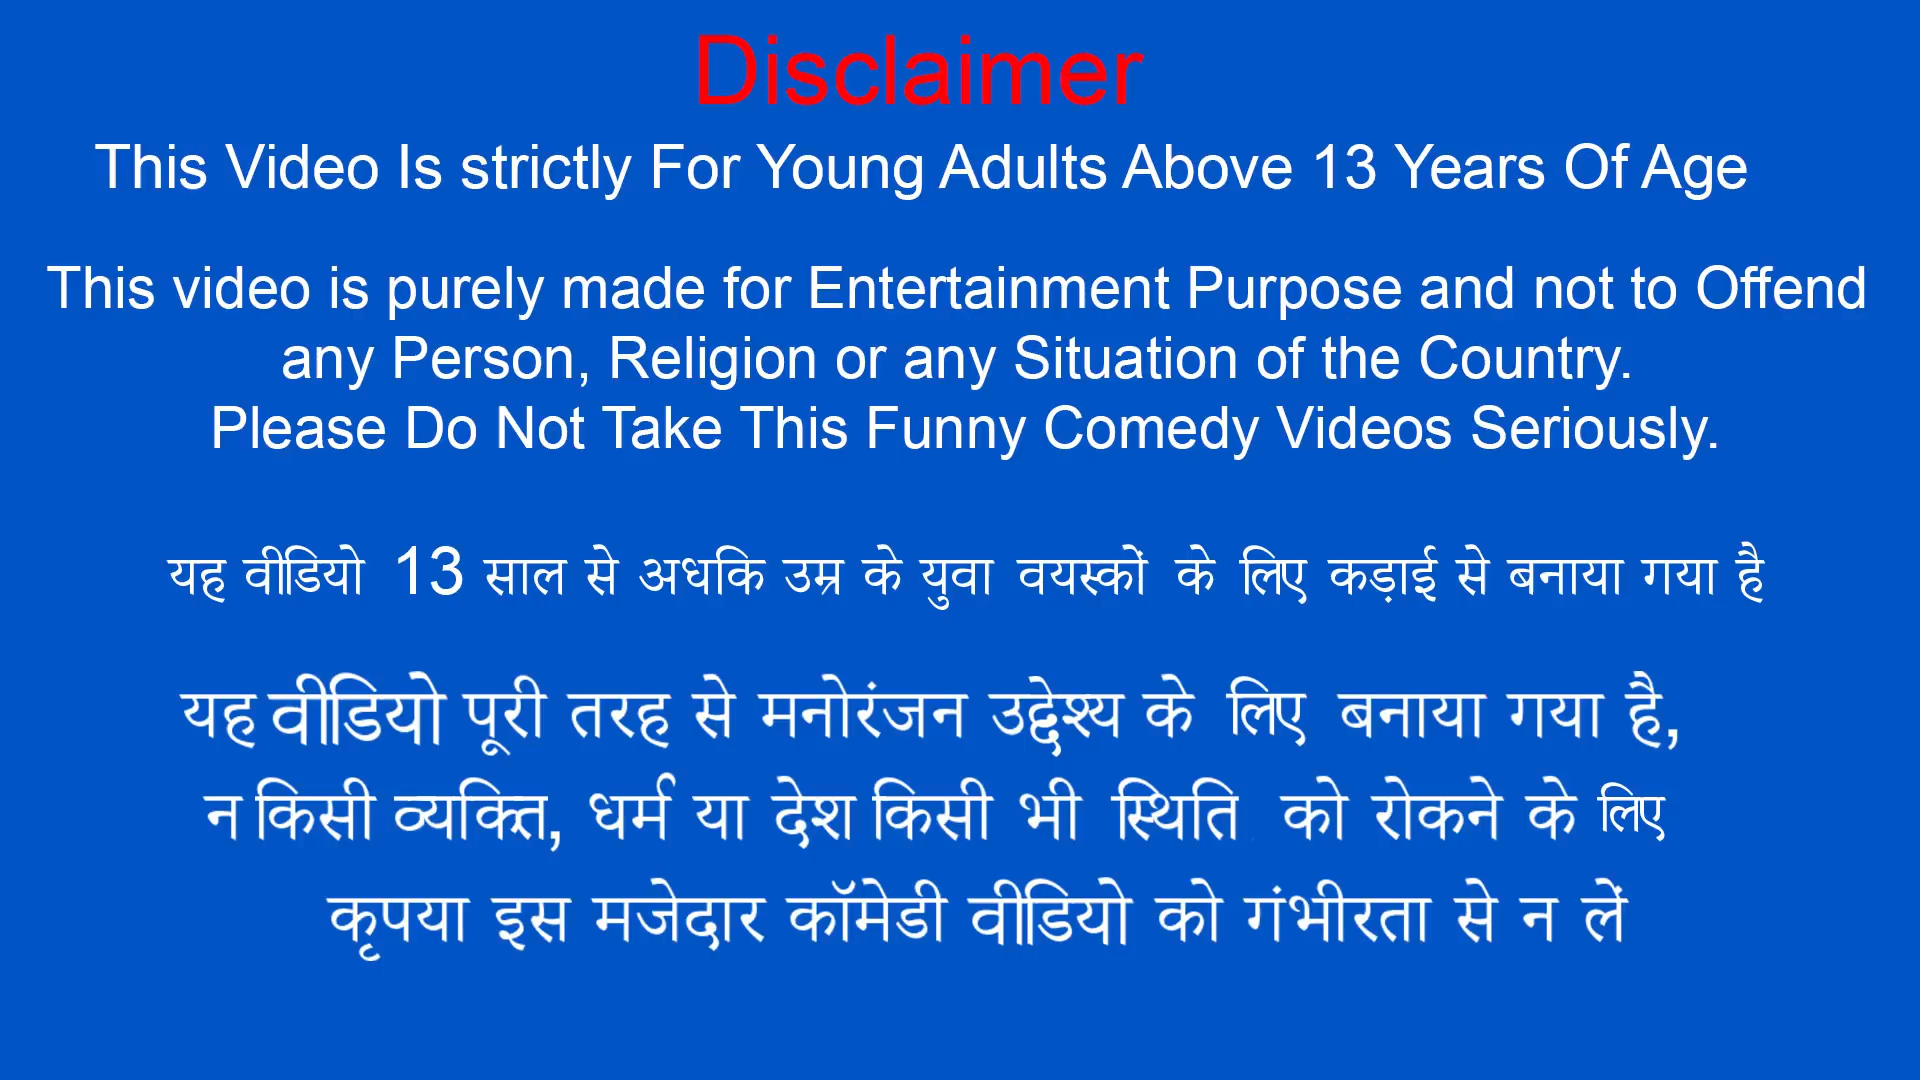 Disclaimer
This Video Is strictly For Young Adults Above 13 Years Of Age
This video is purely made for Entertainment Purpose and not to Offend
any Person, Religion or any Situation of the Country.
Please Do Not Take This Funny Comedy Videos Seriously.
यह वीडियो 13 साल से अधकि उम्र के युवा वयस्कों के लिए कड़ाई से बनाया गया है
यह वीडियो पूरी तरह से मनोरंजन उद्देश्य के लिए बनाया गया है,
न किसी व्यक्ति, धर्म या देश किसी भी स्थिति को रोकने के लिए
कृपया इस मजेदार कॉमेडी वीडियो को गंभीरता से न लें